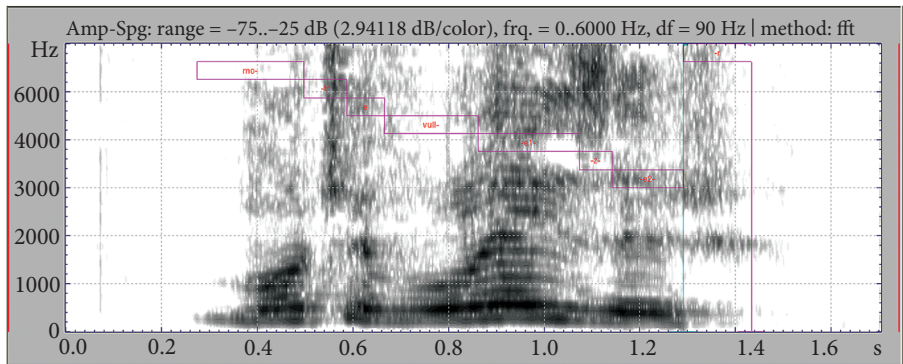 Amp-Spg: range = –75..–25 dB (2.94118 dB/color), frq. = 0..6000 Hz, df = 90 Hz | method: fft
Hz
6000
mo-
vull-
4000
-z-
3000
2000
1000
0
0.0 0.2 0.4 0.6 0.8 1.0 1.2 1.4 1.6 s